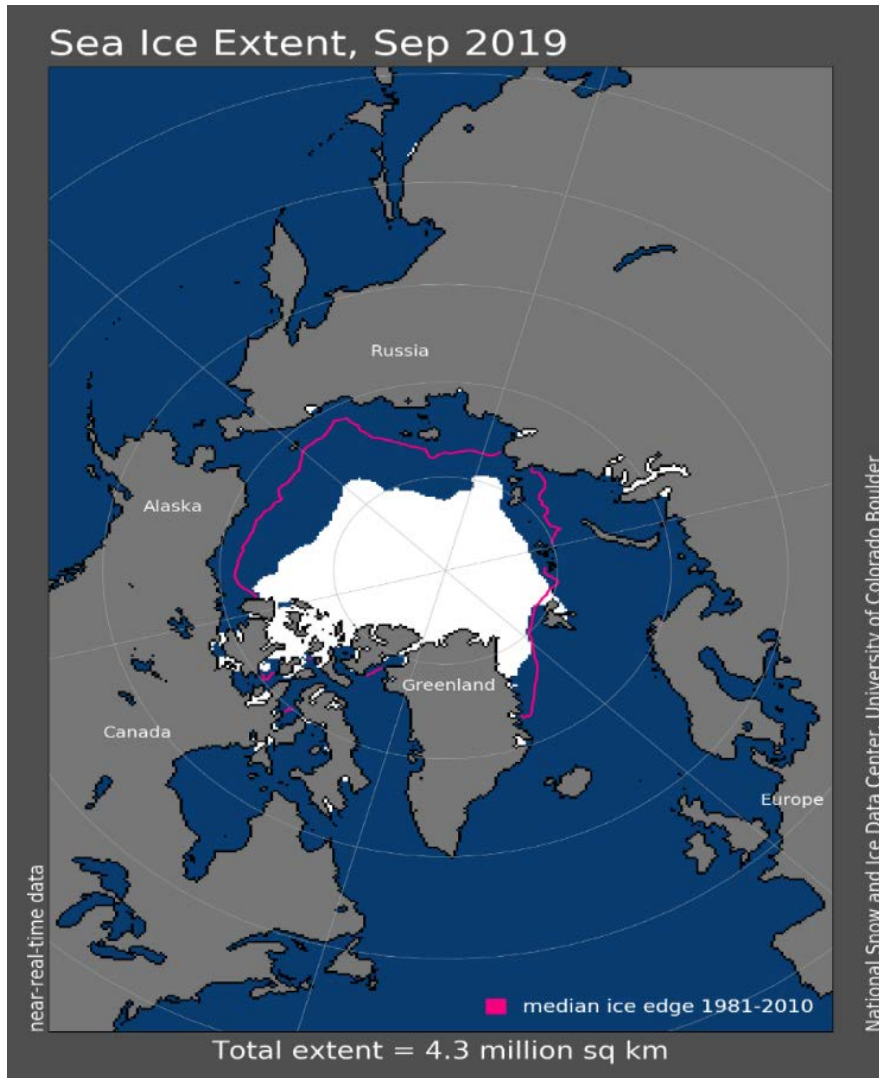 Sea Ice Extent, Sep 2019
Russia
Alaska
Greenland
Canada
Europe
near-real-time data
National Snow and Ice Data Center, University of Colorado Boulder
median ice edge 1981-2010
Total extent = 4.3 million sq km